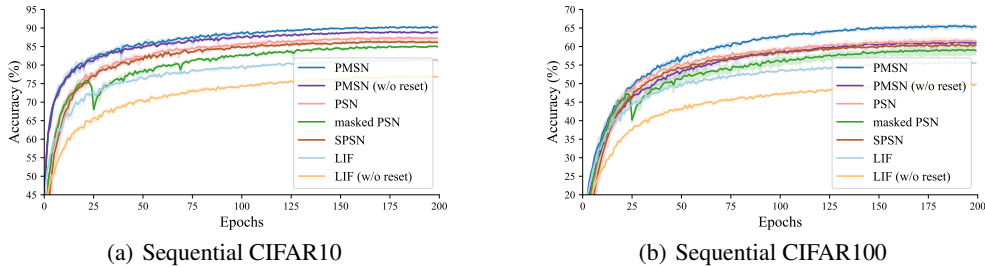 95
90
85
80
75
70
65
60
55
50
45
Accuracy (%)
0 25 50 75 100 125 150 175 200
Epochs
PMSN
PMSN (w/o reset)
PSN
masked PSN
SPSN
LIF
LIF (w/o reset)
(a) Sequential CIFAR10
70
65
60
55
50
45
40
35
30
25
20
Accuracy (%)
0 25 50 75 100 125 150 175 200
Epochs
PMSN
PMSN (w/o reset)
PSN
masked PSN
SPSN
LIF
LIF (w/o reset)
(b) Sequential CIFAR100